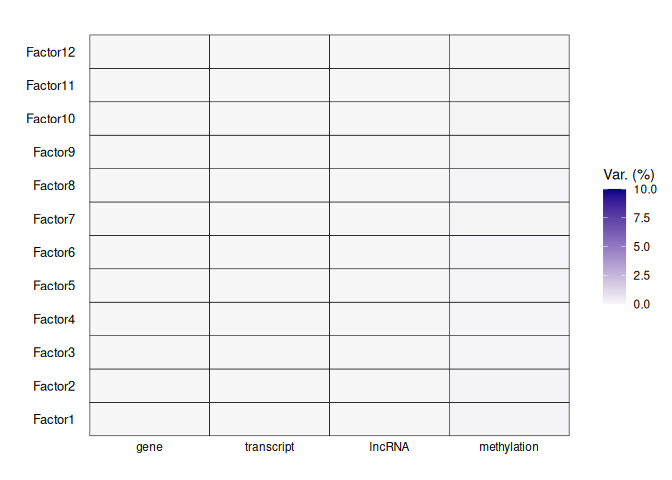 Factor12
Factor11
Factor10
Factor9
Factor8
Factor7
Factor6
Factor5
Factor4
Factor3
Factor2
Factor1
gene transcript lncRNA methylation
Var. (%)
10.0
7.5
5.0
2.5
0.0